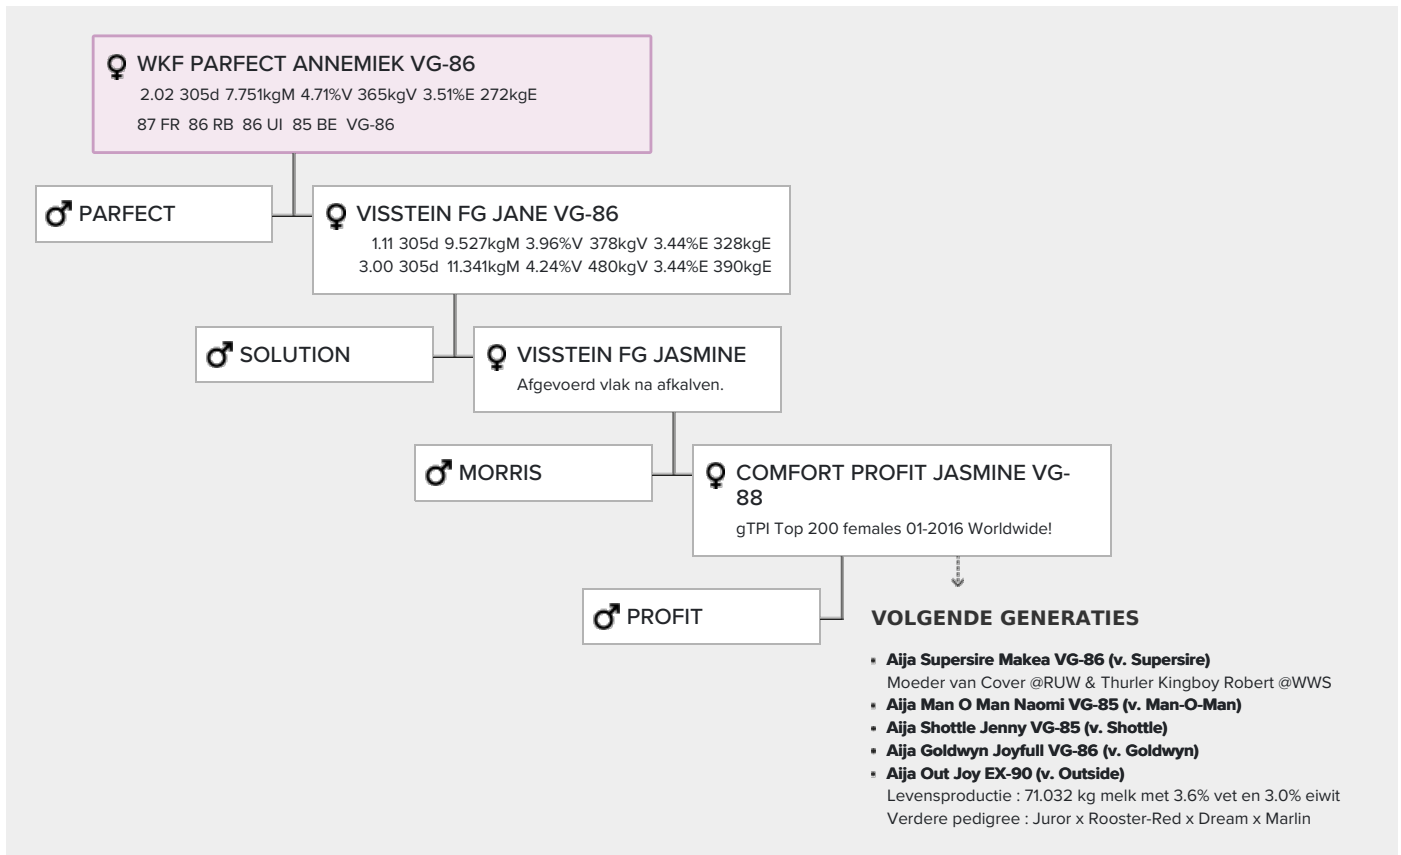 WKF PARFECT ANNEMIEK VG-86
2.02 305d 7.751kgM 4.71%V 365kgV 3.51%E 272kgE
87 FR 86 RB 86 UI 85 BE VG-86
PARFECT
VISSTEIN FG JANE VG-86
1.11 305d 9.527kgM 3.96%V 378kgV 3.44%E 328kgE
3.00 305d 11.341kgM 4.24%V 480kgV 3.44%E 390kgE
SOLUTION
VISSTEIN FG JASMINE
Afgevoerd vlak na afkalven.
MORRIS
COMFORT PROFIT JASMINE VG-
88
gTPI Top 200 females 01-2016 Worldwide!
PROFIT
VOLGENDE GENERATIES
Aija Supersire Makea VG-86 (v. Supersire)
Moeder van Cover @RUW & Thurler Kingboy Robert @WWS
Aija Man O Man Naomi VG-85 (v. Man-O-Man)
Aija Shottle Jenny VG-85 (v. Shottle)
Aija Goldwyn Joyfull VG-86 (v. Goldwyn)
Aija Out Joy EX-90 (v. Outside)
Levensproductie : 71.032 kg melk met 3.6% vet en 3.0% eiwit
Verdere pedigree : Juror x Rooster-Red x Dream x Marlin